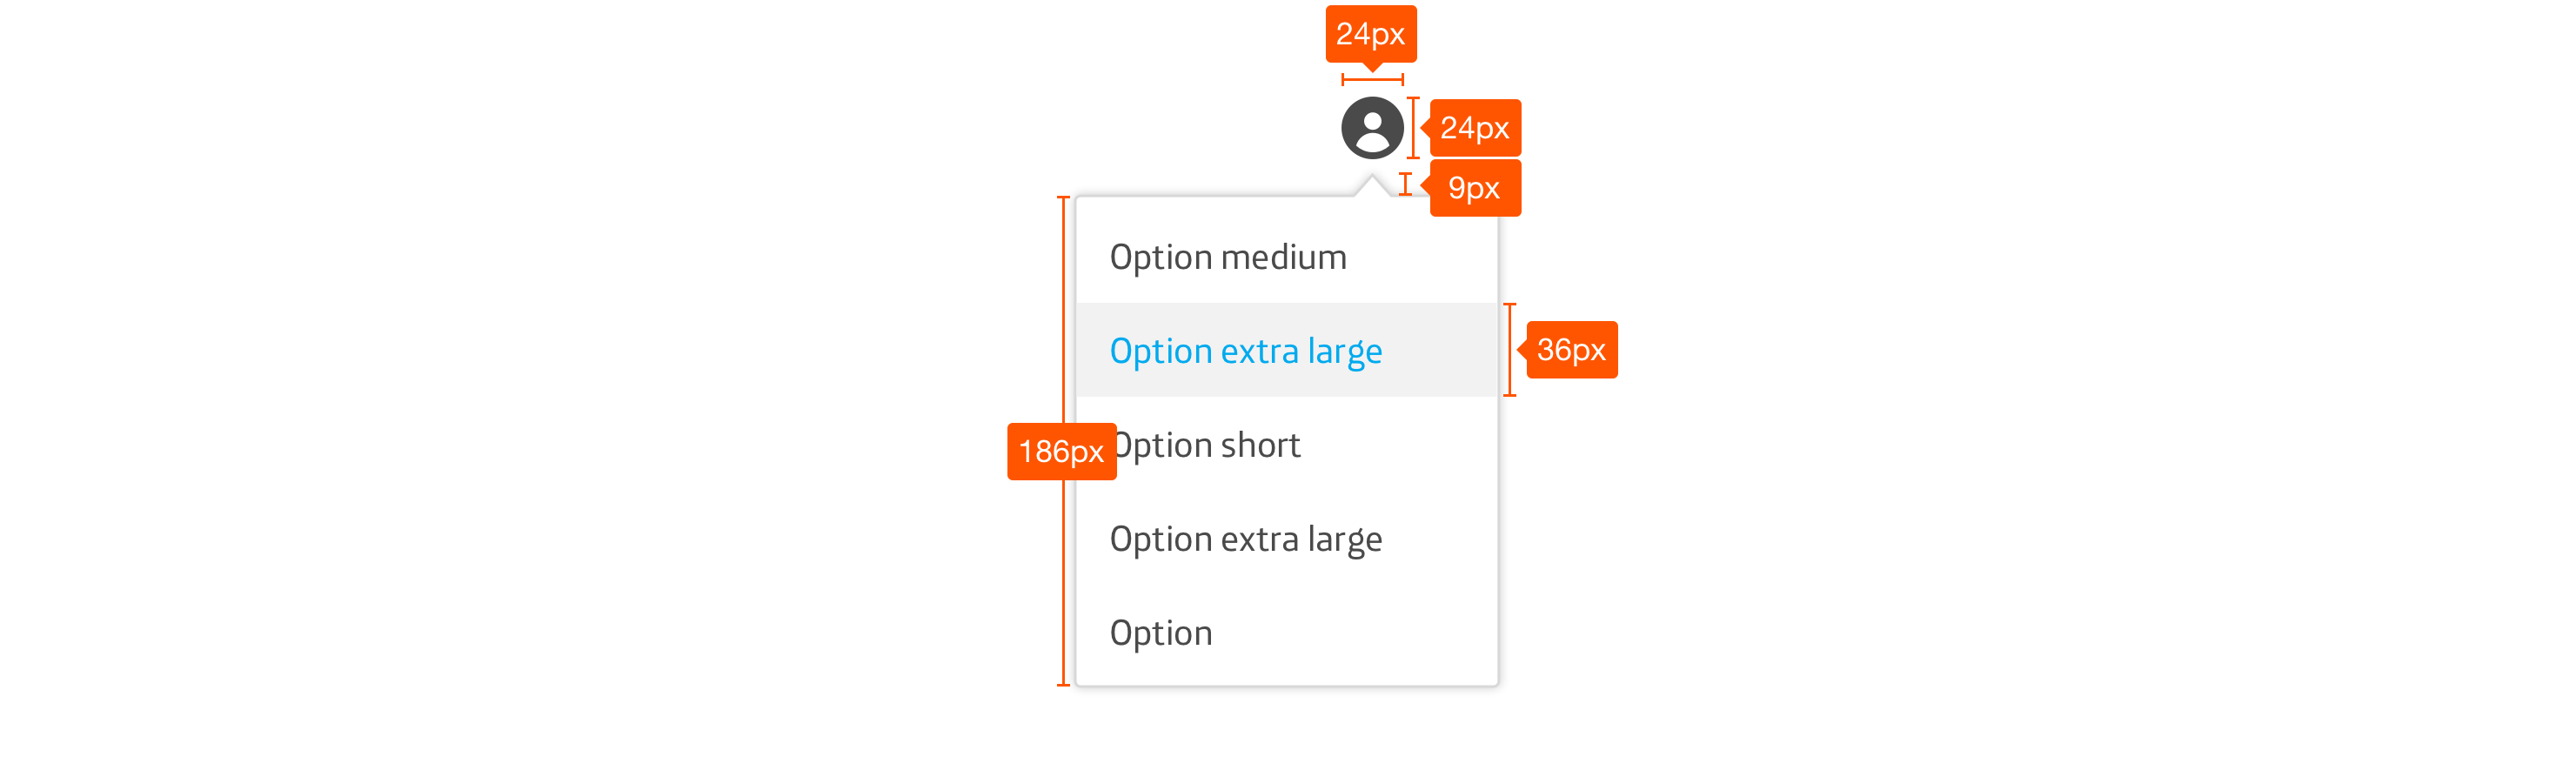 24px
24px
9px
Option medium
Option extra large
36px
Option short
186px
Option extra large
Option